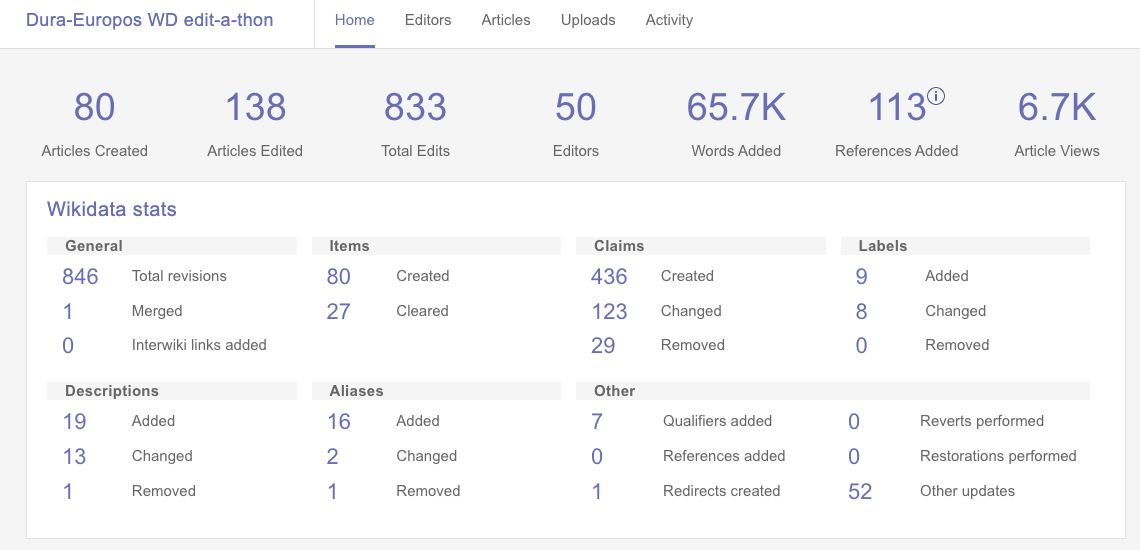 Dura-Europos WD edit-a-thon Home Editors Articles Uploads Activity
80 138 833 50 65.7K 113 6.7K
Articles Created Articles Edited Total Edits Editors Words Added References Added Article Views
Wikidata stats
General Items Claims Labels
846 Total revisions 80 Created 436 Created 9 Added
1 Merged 27 Cleared 123 Changed 8 Changed
0 Interwiki links added 29 Removed 0 Removed
Descriptions Aliases Other
19 Added 16 Added 7 Qualifiers added 0 Reverts performed
13 Changed 2 Changed 0 References added 0 Restorations performed
1 Removed 1 Removed 1 Redirects created 52 Other updates